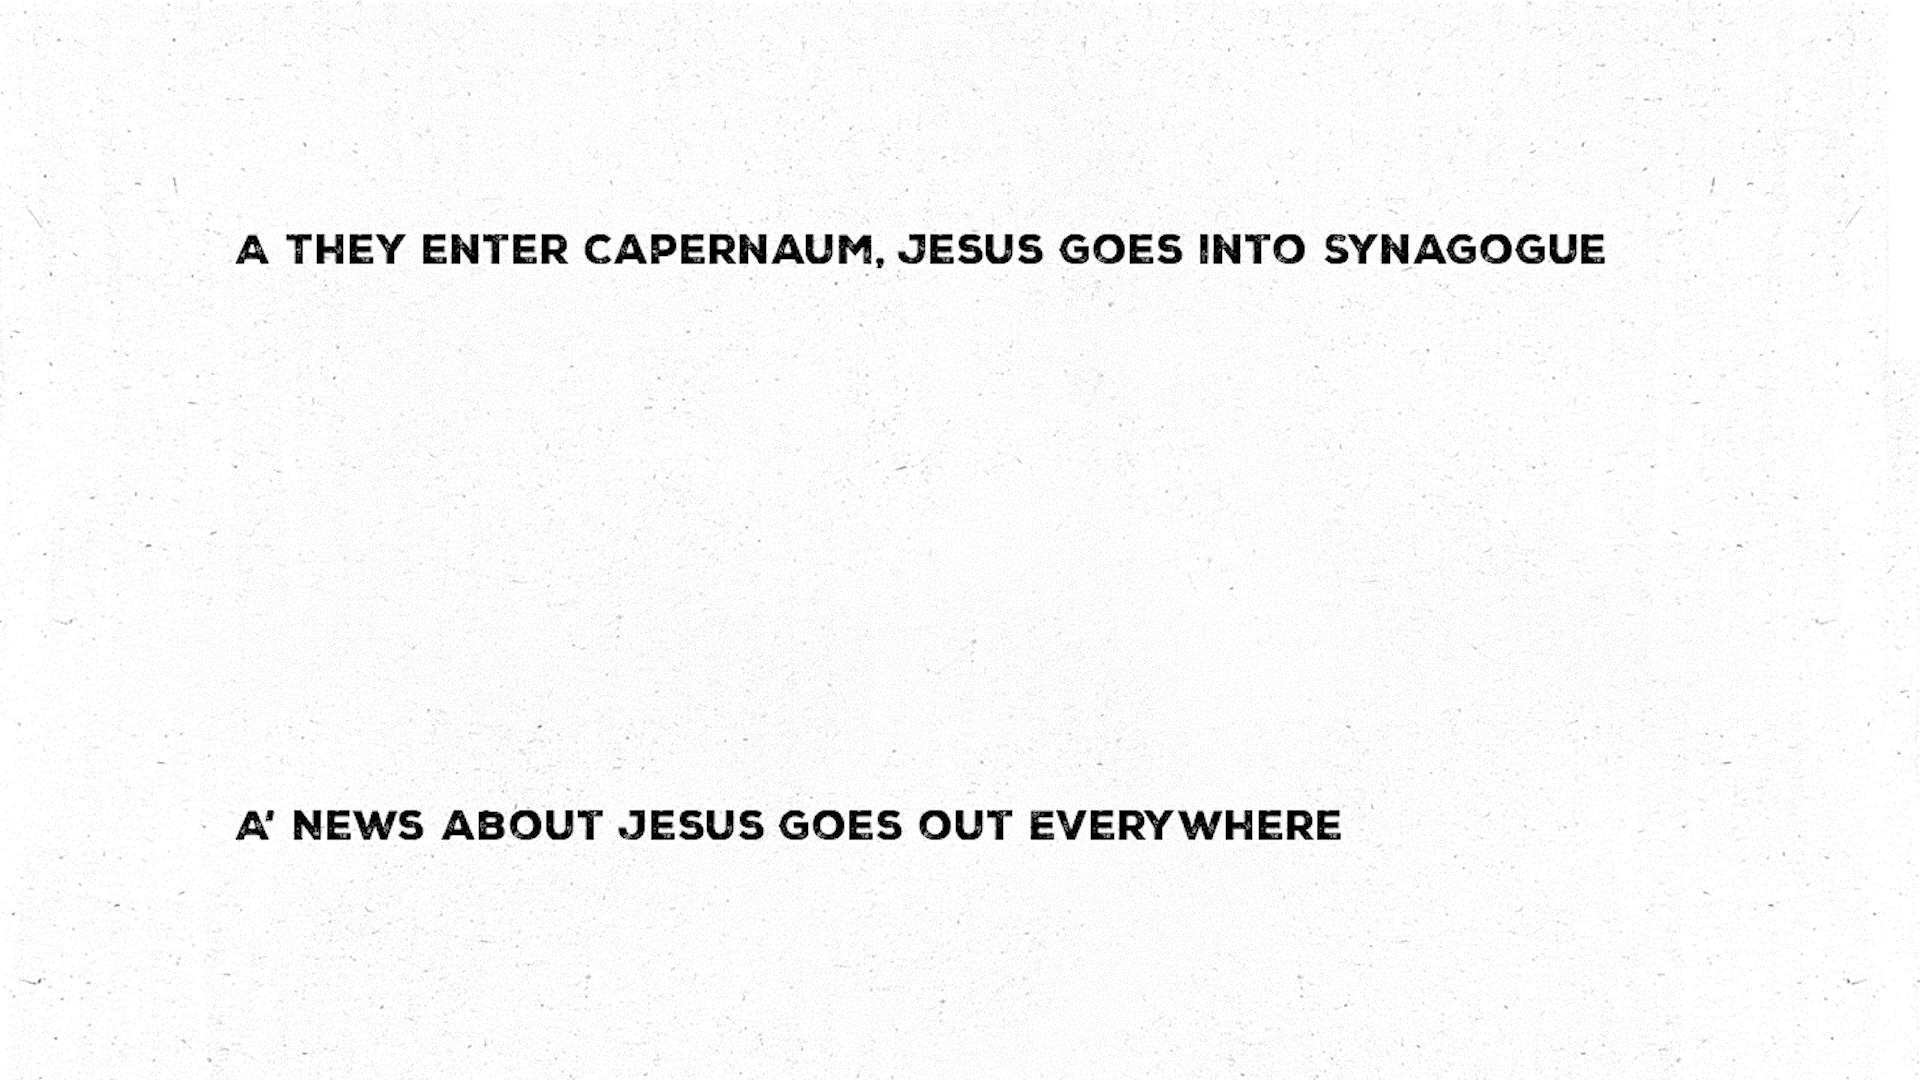 A THEY ENTER CAPERNAUM, JESUS GOES INTO SYNAGOGUE
A' NEWS ABOUT JESUS GOES OUT EVERYWHERE